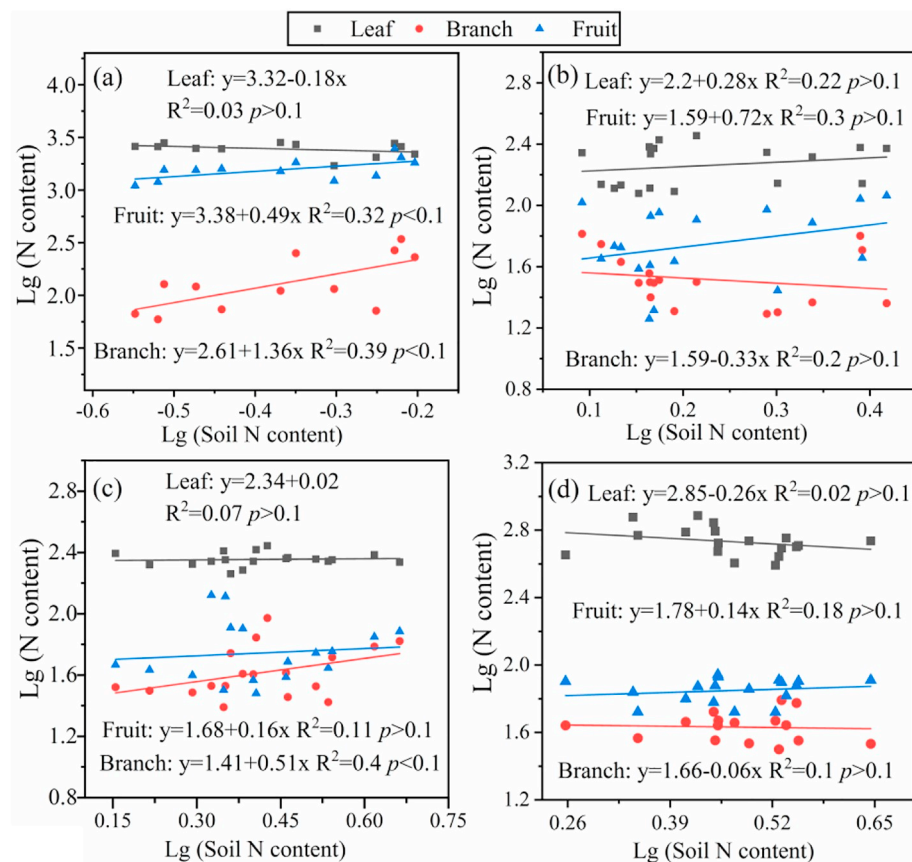 Leaf Branch Fruit
(a)
Leaf: y=3.32-0.18x
R²=0.03 p>0.1
Fruit: y=3.38+0.49x R²=0.32 p<0.1
Branch: y=2.61+1.36x R²=0.39 p<0.1
4.0
3.5
3.0
2.5
2.0
1.5
Lg (N content)
-0.6 -0.5 -0.4 -0.3 -0.2
Lg (Soil N content)
(b)
Leaf: y=2.2+0.28x R²=0.22 p>0.1
Fruit: y=1.59+0.72x R²=0.3 p>0.1
Branch: y=1.59-0.33x R²=0.2 p>0.1
2.8
2.4
2.0
1.6
1.2
0.8
Lg (N content)
0.1 0.2 0.3 0.4
Lg (Soil N content)
(c)
Leaf: y=2.34+0.02
R²=0.07 p>0.1
Fruit: y=1.68+0.16x R²=0.11 p>0.1
Branch: y=1.41+0.51x R²=0.4 p<0.1
2.8
2.4
2.0
1.6
1.2
0.8
Lg (N content)
0.15 0.30 0.45 0.60 0.75
Lg (Soil N content)
(d)
Leaf: y=2.85-0.26x R²=0.02 p>0.1
Fruit: y=1.78+0.14x R²=0.18 p>0.1
Branch: y=1.66-0.06x R²=0.1 p>0.1
3.2
2.8
2.4
2.0
1.6
1.2
Lg (N content)
0.26 0.39 0.52 0.65
Lg (Soil N content)